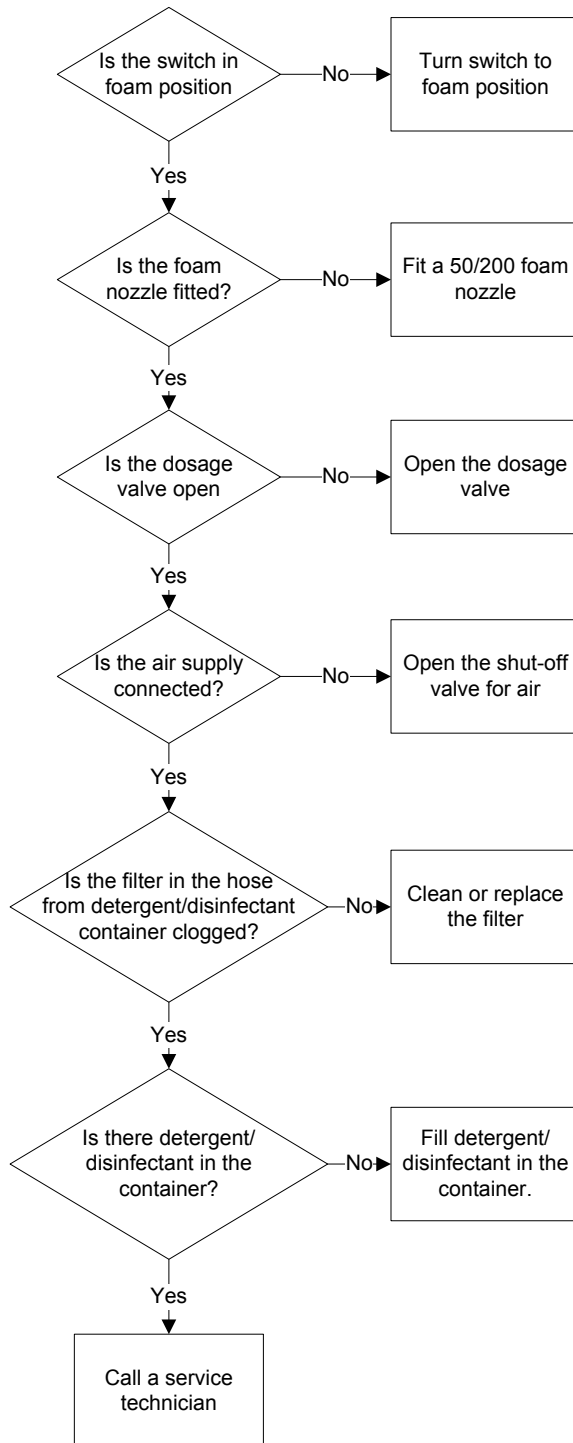 Is the switch in
foam position
No
Turn switch to
foam position
Yes
Is the foam
nozzle fitted?
No
Fit a 50/200 foam
nozzle
Yes
Is the dosage
valve open
No
Open the dosage
valve
Yes
Is the air supply
connected?
No
Open the shut-off
valve for air
Yes
Is the filter in the hose
from detergent/disinfectant
container clogged?
No
Clean or replace
the filter
Yes
Is there detergent/
disinfectant in the
container?
No
Fill detergent/
disinfectant in the
container.
Yes
Call a service
technician